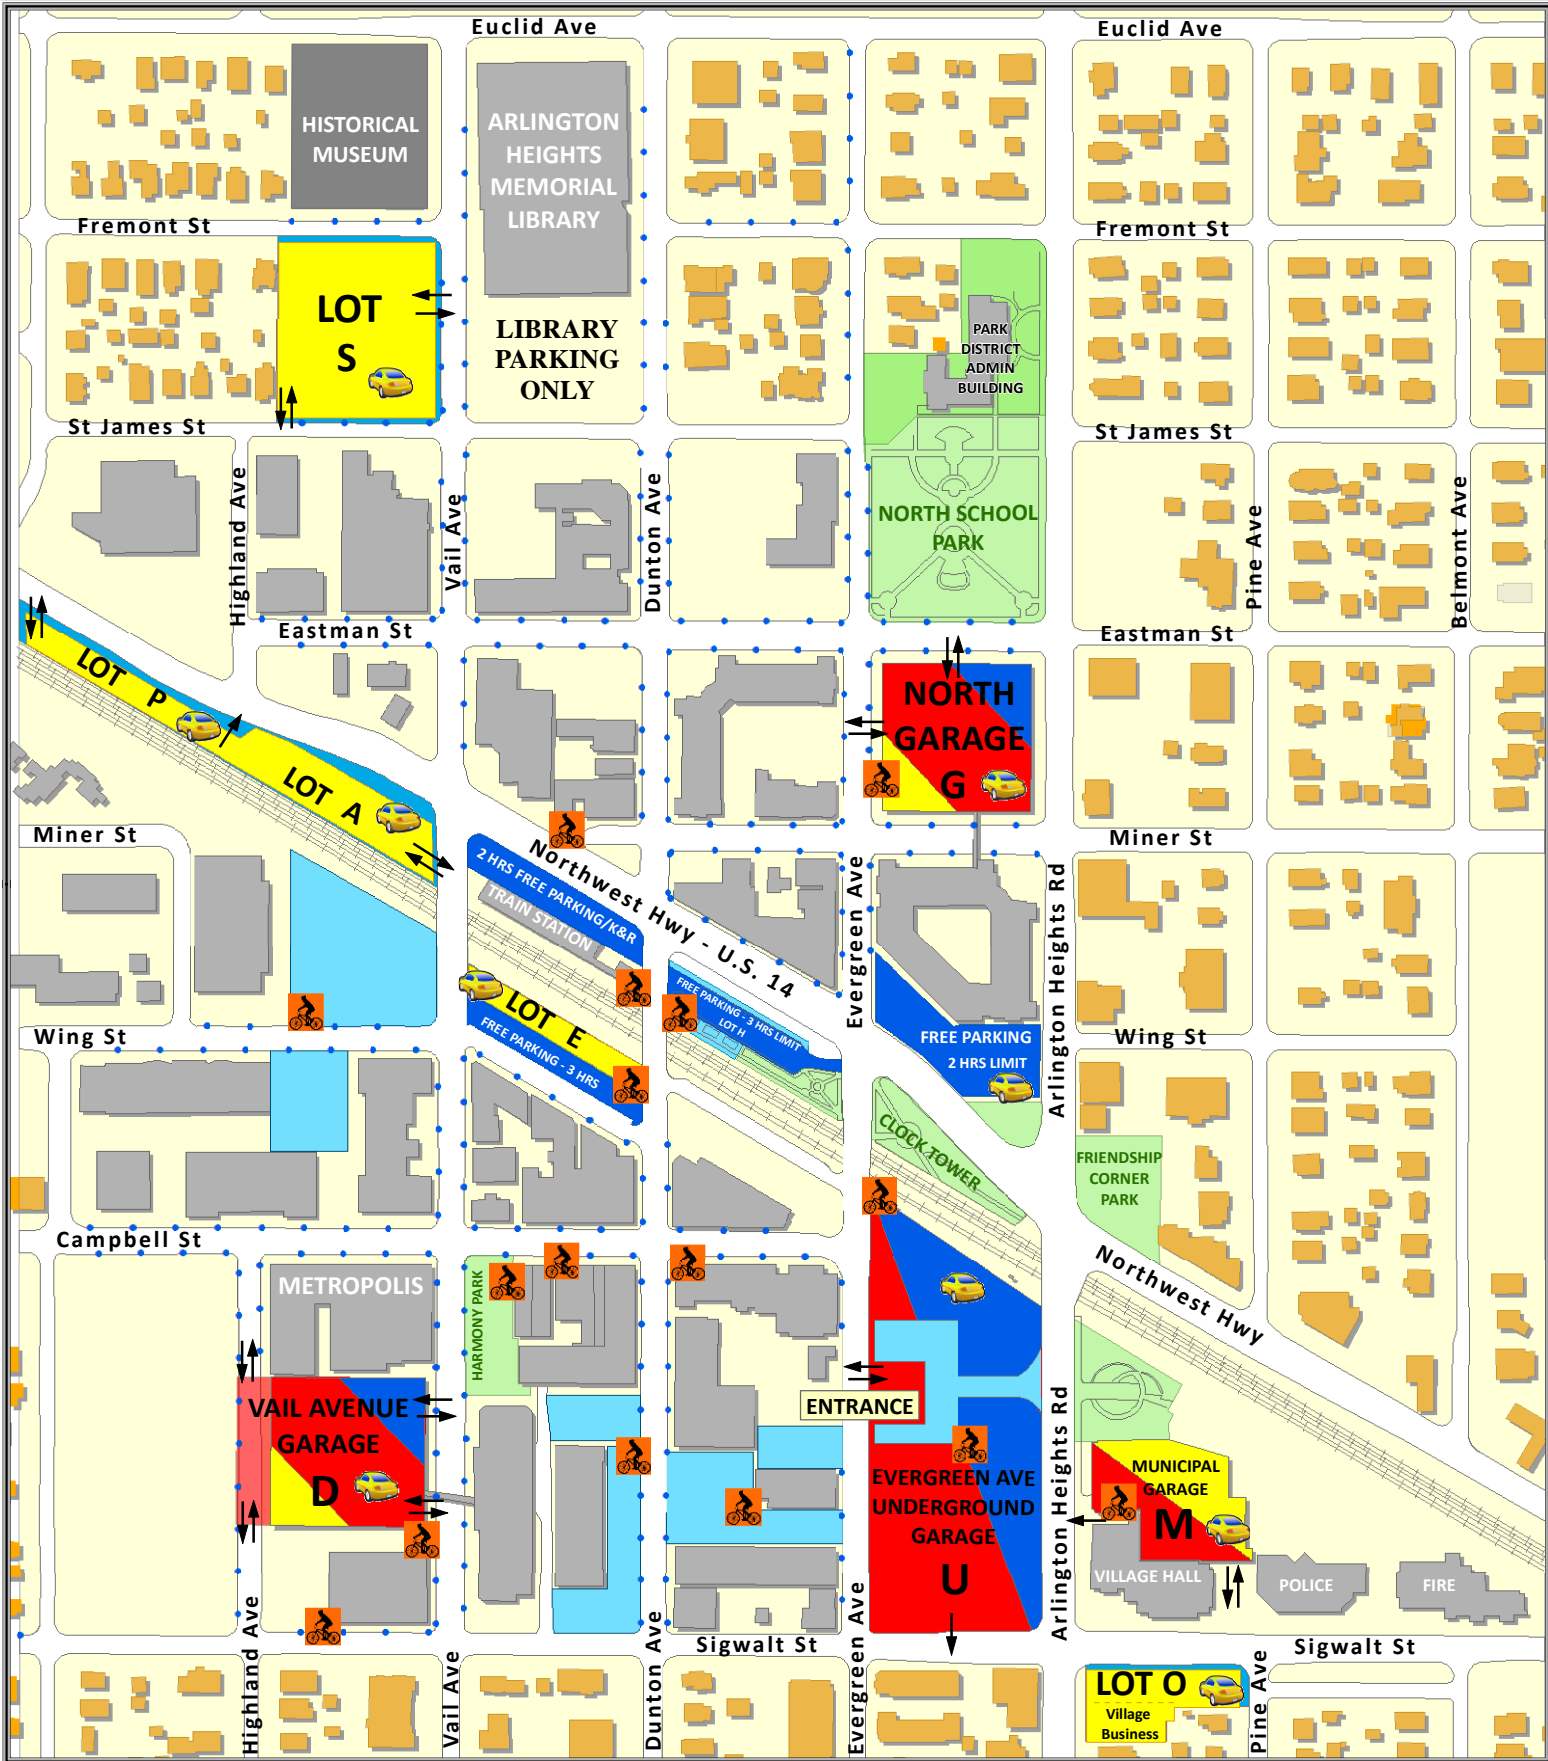 Euclid Ave
Euclid Ave
HISTORICAL
MUSEUM
ARLINGTON
HEIGHTS
MEMORIAL
LIBRARY
Fremont St
Fremont St
LOT
S
LIBRARY
PARKING
ONLY
PARK
DISTRICT
ADMIN
BUILDING
St James St
St James St
Highland Ave
Vail Ave
Dunton Ave
NORTH SCHOOL
PARK
Pine Ave
Belmont Ave
Eastman St
Eastman St
LOT P
LOT A
NORTH
GARAGE
G
Miner St
Miner St
Northwest Hwy - U.S. 14
2 HRS FREE PARKING/K&R
TRAIN STATION
Evergreen Ave
Arlington Heights Rd
FREE PARKING - 3 HRS LIMIT
LOT H
LOT E
FREE PARKING - 3 HRS
FREE PARKING
2 HRS LIMIT
Wing St
Wing St
CLOCK TOWER
FRIENDSHIP
CORNER
PARK
Campbell St
Northwest Hwy
METROPOLIS
HARMONY PARK
VAIL AVENUE
GARAGE
D
ENTRANCE
EVERGREEN AVE
UNDERGROUND
GARAGE
U
Arlington Heights Rd
MUNICIPAL
GARAGE
M
VILLAGE HALL
POLICE
FIRE
Highland Ave
Vail Ave
Dunton Ave
Sigwalt St
Evergreen Ave
Sigwalt St
LOT O
Village
Business
Pine Ave